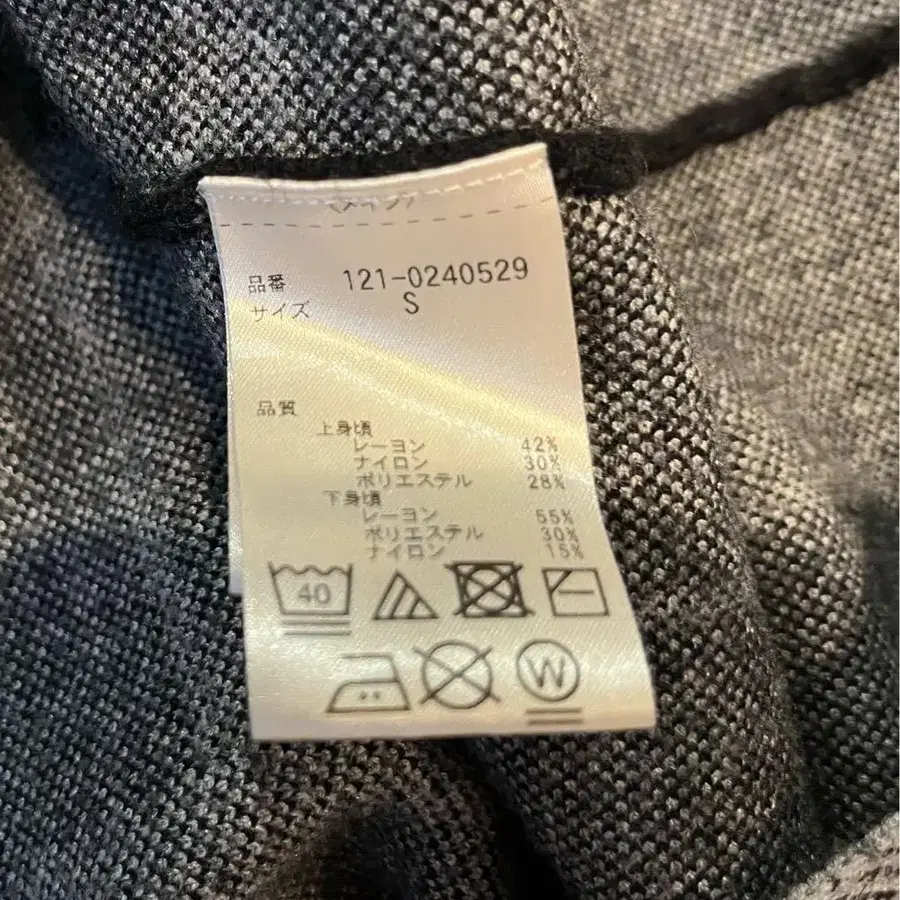 品番 121-0240529
サイズ S
品質
上身頃
レーヨン 42%
ナイロン 30%
ポリエステル 28%
下身頃
レーヨン 55%
ポリエステル 30%
ナイロン 15%
40
W